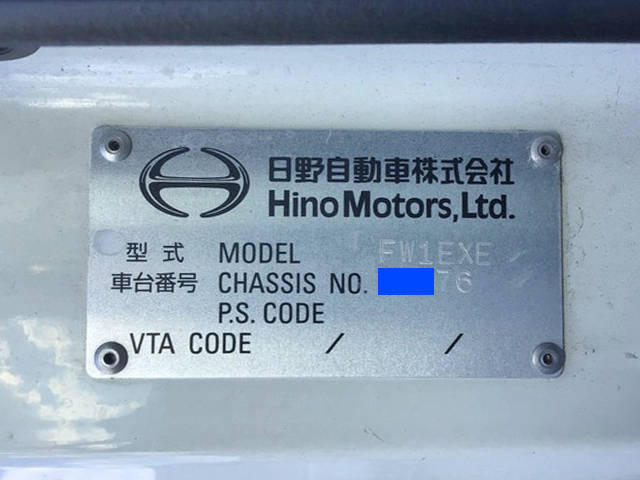 日野自動車株式会社
Hino Motors, Ltd.
型式 MODEL FW1EXE
車台番号 CHASSIS NO. 76
P.S. CODE
VTA CODE / /